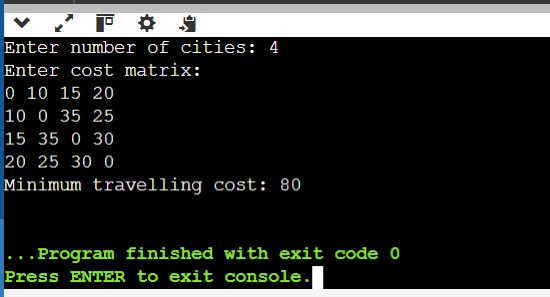 Enter number of cities: 4
Enter cost matrix:
0 10 15 20
10 0 35 25
15 35 0 30
20 25 30 0
Minimum travelling cost: 80
...Program finished with exit code 0
Press ENTER to exit console.